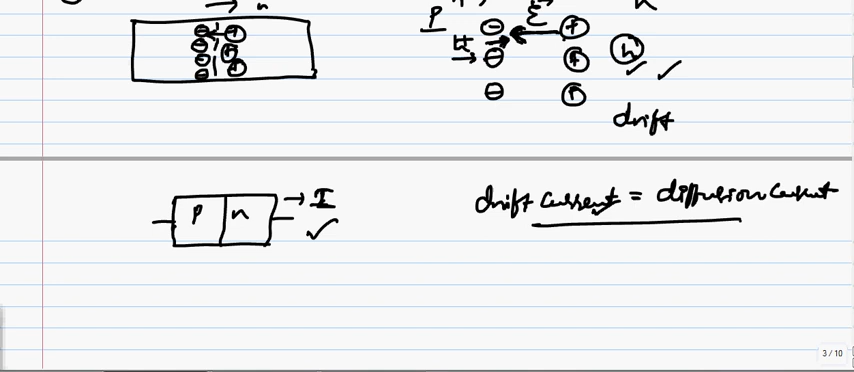 n
P
E
h
drift
P n → I
drift current = diffusion current
3 / 10